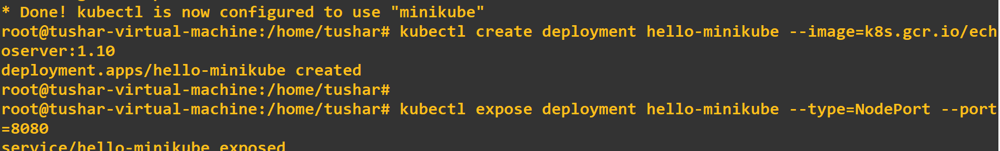 * Done! kubectl is now configured to use "minikube"
root@tushar-virtual-machine:/home/tushar# kubectl create deployment hello-minikube --image=k8s.gcr.io/ech
oserver:1.10
deployment.apps/hello-minikube created
root@tushar-virtual-machine:/home/tushar#
root@tushar-virtual-machine:/home/tushar# kubectl expose deployment hello-minikube --type=NodePort --port
=8080
service/hello-minikube exposed